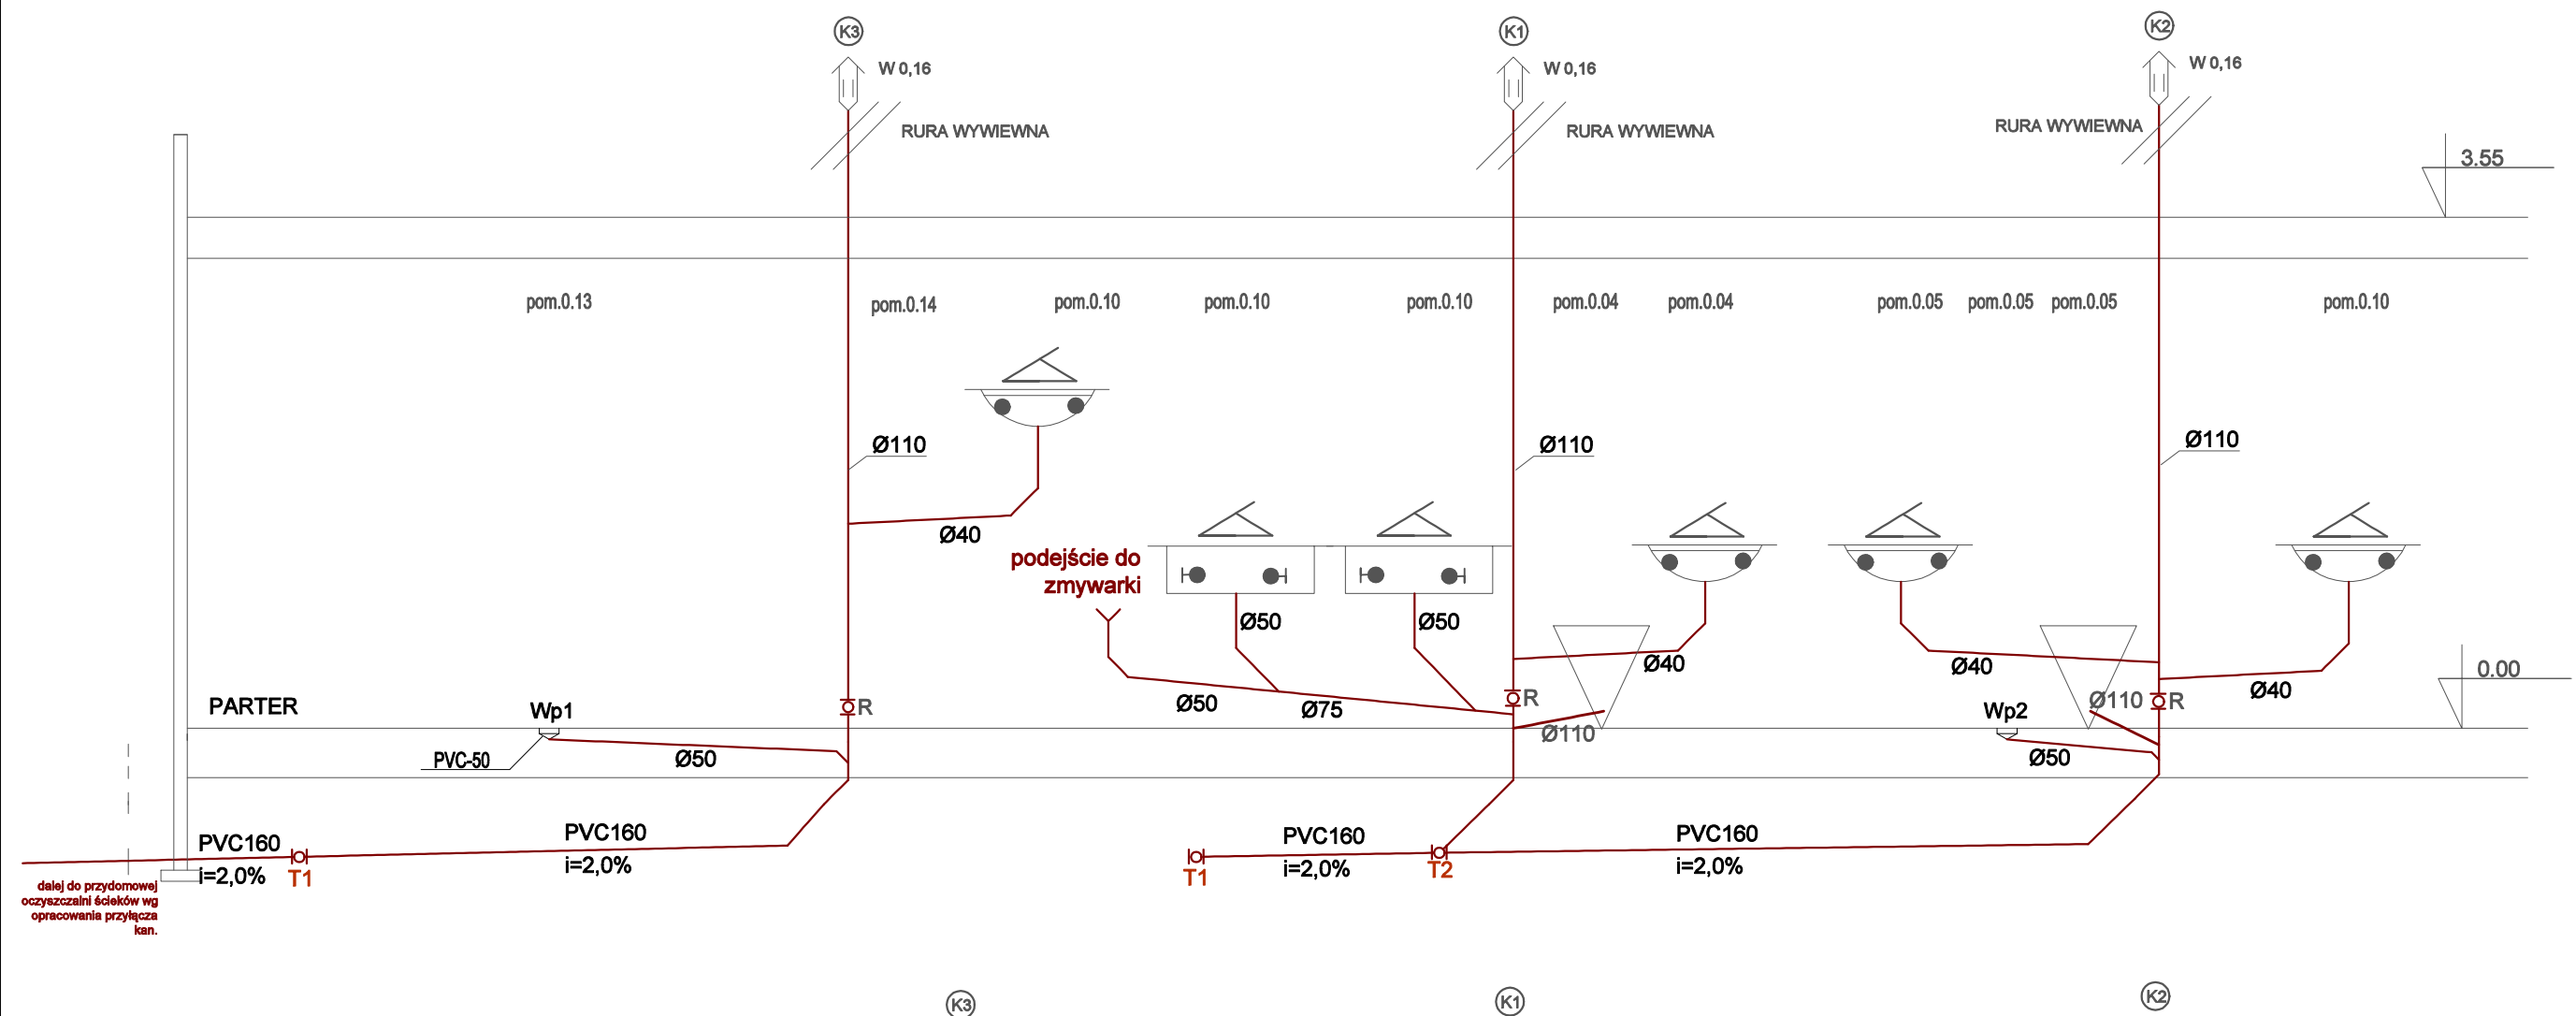 K3
K1
K2
W 0,16
W 0,16
W 0,16
RURA WYWIEWNA
RURA WYWIEWNA
RURA WYWIEWNA
3.55
pom.0.13
pom.0.14
pom.0.10
pom.0.10
pom.0.10
pom.0.04
pom.0.04
pom.0.05
pom.0.05
pom.0.05
pom.0.10
Ø110
Ø110
Ø110
Ø40
podejście do
zmywarki
Ø50
Ø50
Ø40
Ø40
Ø40
0.00
Ø50
Ø75
R
R
Ø110
R
PARTER
Wp1
Wp2
Ø110
PVC-50
Ø50
Ø50
PVC160
i=2,0%
T1
PVC160
i=2,0%
T1
PVC160
i=2,0%
T2
PVC160
i=2,0%
dalej do przydomowej
oczyszczalni ścieków wg
opracowania przyłącza
kan.
K3
K1
K2